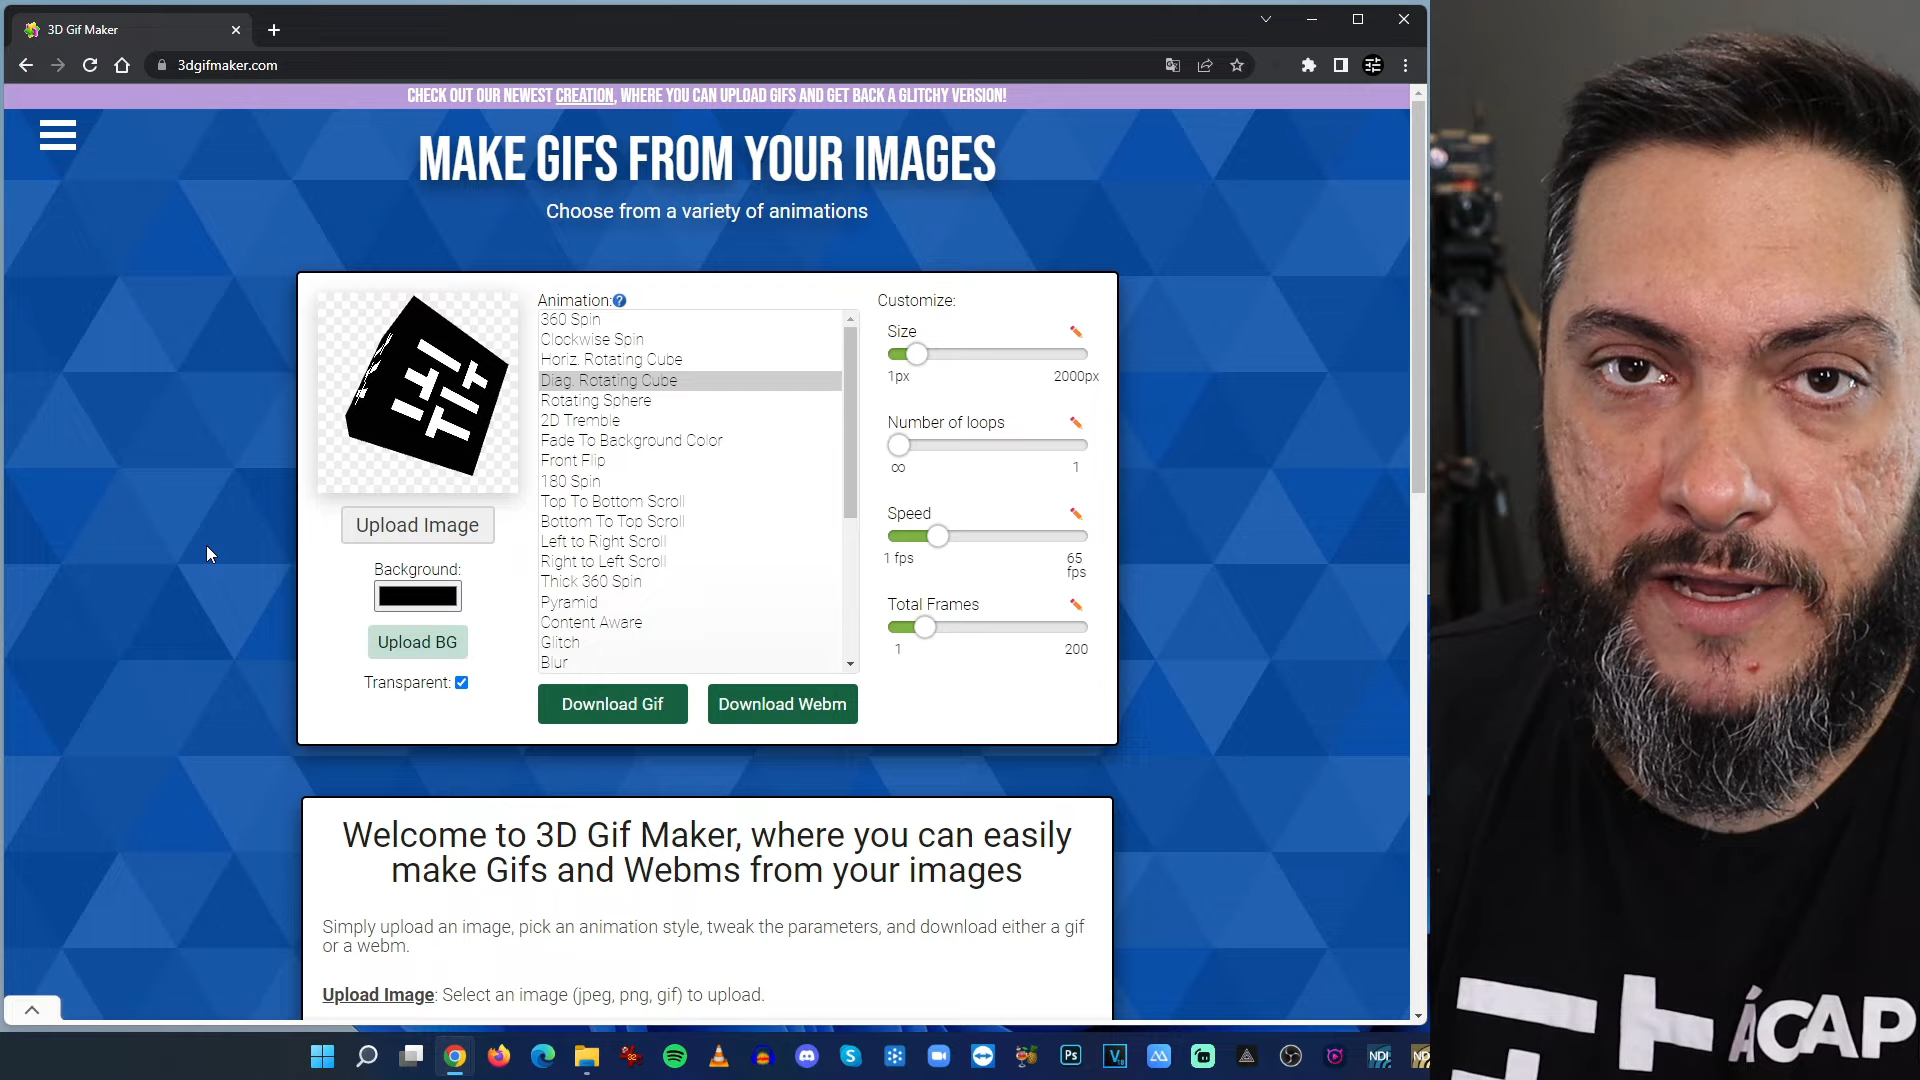 3D Gif Maker
3dgifmaker.com
CHECK OUT OUR NEWEST CREATION, WHERE YOU CAN UPLOAD GIFS AND GET BACK A GLITCHY VERSION!
MAKE GIFS FROM YOUR IMAGES
Choose from a variety of animations
Animation:
360 Spin
Clockwise Spin
Horiz. Rotating Cube
Diag. Rotating Cube
Rotating Sphere
2D Tremble
Fade To Background Color
Front Flip
180 Spin
Top To Bottom Scroll
Bottom To Top Scroll
Left to Right Scroll
Right to Left Scroll
Thick 360 Spin
Pyramid
Content Aware
Glitch
Blur
Upload Image
Background:
Upload BG
Transparent:
Download Gif
Download Webm
Customize:
Size
1px 2000px
Number of loops
∞ 1
Speed
1 fps 65
fps
Total Frames
1 200
Welcome to 3D Gif Maker, where you can easily
make Gifs and Webms from your images
Simply upload an image, pick an animation style, tweak the parameters, and download either a gif
or a webm.
Upload Image: Select an image (jpeg, png, gif) to upload.
Ps
NDI
ÁCAP